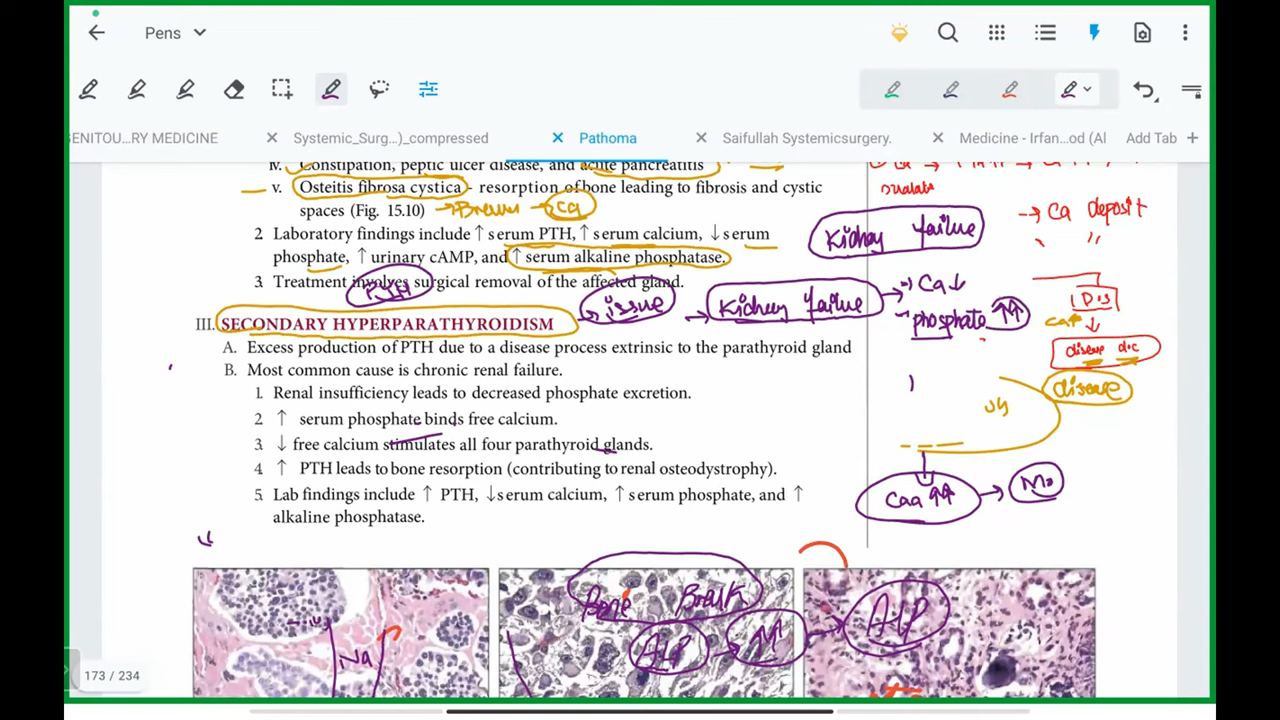 Pens
GENITOU...RY MEDICINE
Systemic_Surg...)_compressed
Pathoma
Saifullah Systemicsurgery.
Medicine - Irfan...od (Al
Add Tab
iv. Constipation, peptic ulcer disease, and acute pancreatitis
v. Osteitis fibrosa cystica - resorption of bone leading to fibrosis and cystic
spaces (Fig. 15.10)
Ca
2 Laboratory findings include ↑ serum PTH, ↑ serum calcium, ↓ serum
phosphate, ↑ urinary cAMP, and ↑ serum alkaline phosphatase.
3 Treatment involves surgical removal of the affected gland.
PTH
III. SECONDARY HYPERPARATHYROIDISM
issue
Kidney failure
Ca↓
phosphate ↑↑
A. Excess production of PTH due to a disease process extrinsic to the parathyroid gland
B. Most common cause is chronic renal failure.
1. Renal insufficiency leads to decreased phosphate excretion.
2 ↑ serum phosphate binds free calcium.
3. ↓ free calcium stimulates all four parathyroid glands.
4. ↑ PTH leads to bone resorption (contributing to renal osteodystrophy).
5. Lab findings include ↑ PTH, ↓ serum calcium, ↑ serum phosphate, and ↑
alkaline phosphatase.
Kidney failure
→ Ca deposit
disease
disease
Bone
ALP
ALP
Na
173 / 234